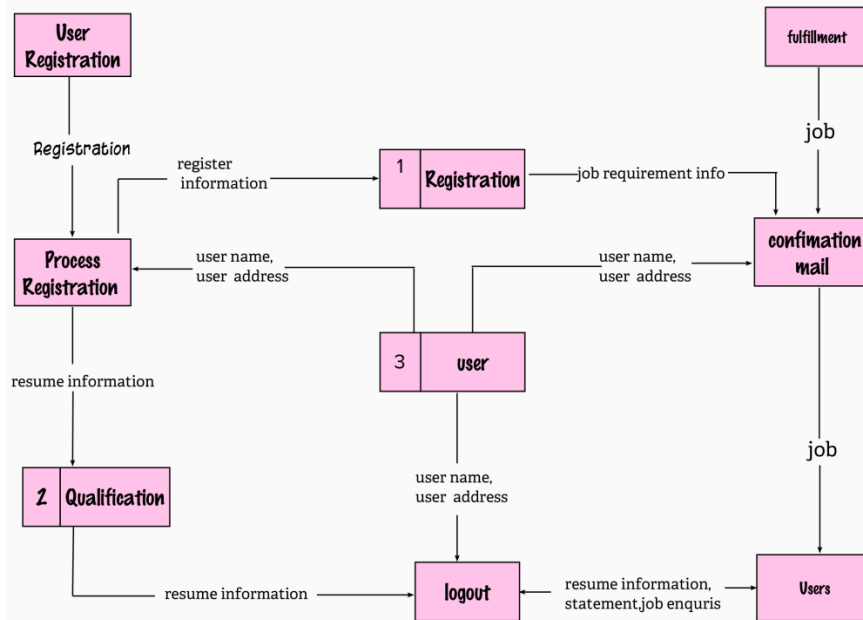 User
Registration
fulfillment
Registration
job
register
information
1
Registration
job requirement info
Process
Registration
user name,
user address
user name,
user address
confimation
mail
3
user
resume information
user name,
user address
job
2
Qualification
resume information
logout
resume information,
statement,job enquris
Users